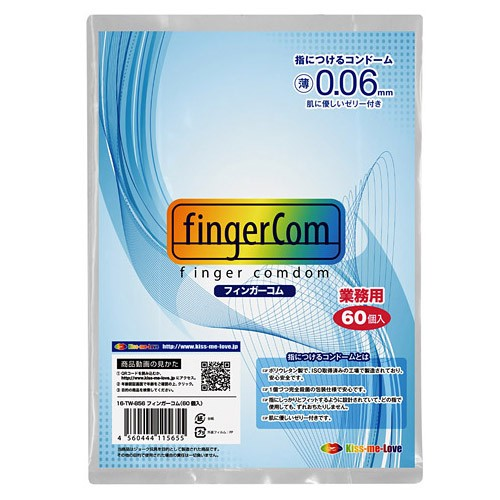 指につけるコンドーム
薄 0.06mm
肌に優しいゼリー付き
fingerCom
finger comdom
フィンガーコム
業務用
60個入
Kiss-me-Love http://www.kiss-me-love.jp
商品動画の見かた
16-TW-656 フィンガーコム(60個入)
4 560444 115655
指につけるコンドームとは
ポリウレタン製で、ISO取得済みの工場で製造されており、
安心安全です。
1個づつ完全殺菌の包装仕様で安心です。
指にしっかりとフィットするように設計されていて、どの指で
使用しても、ずれおちたりしません。
肌に優しいゼリー付きです。
Kiss-me-Love